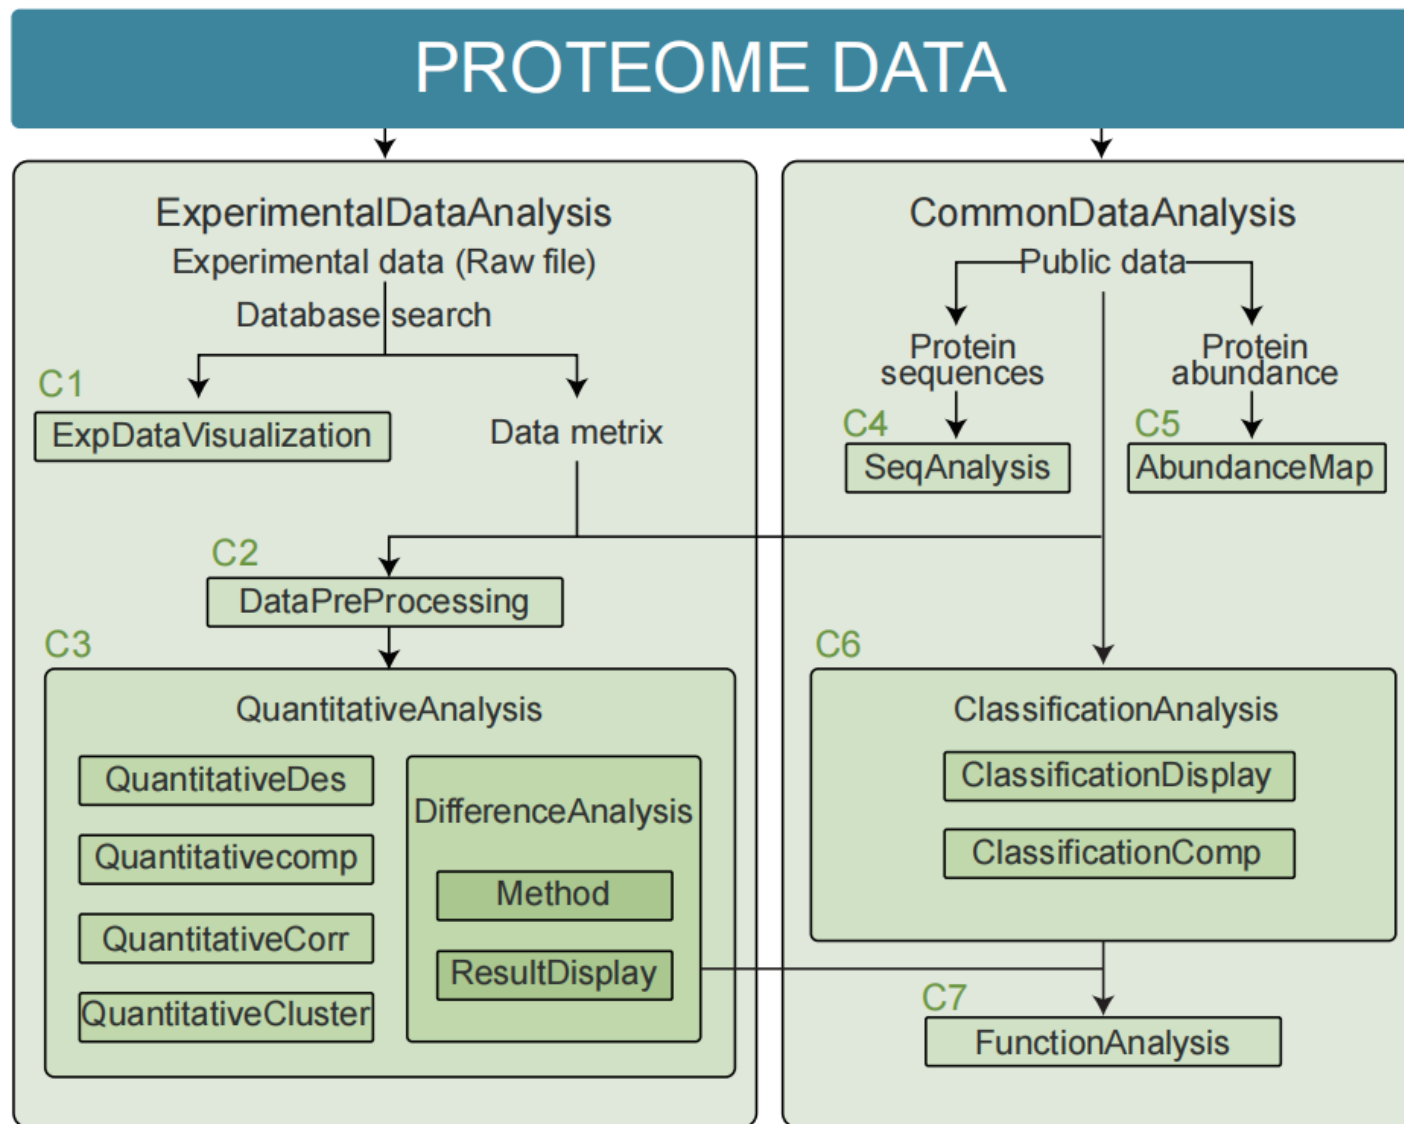 PROTEOME DATA
ExperimentalDataAnalysis
Experimental data (Raw file)
Database search
C1
ExpDataVisualization
Data metrix
C2
DataPreProcessing
C3
QuantitativeAnalysis
QuantitativeDes
Quantitativecomp
QuantitativeCorr
QuantitativeCluster
DifferenceAnalysis
Method
ResultDisplay
CommonDataAnalysis
Public data
Protein
sequences
C4
SeqAnalysis
Protein
abundance
C5
AbundanceMap
C6
ClassificationAnalysis
ClassificationDisplay
ClassificationComp
C7
FunctionAnalysis